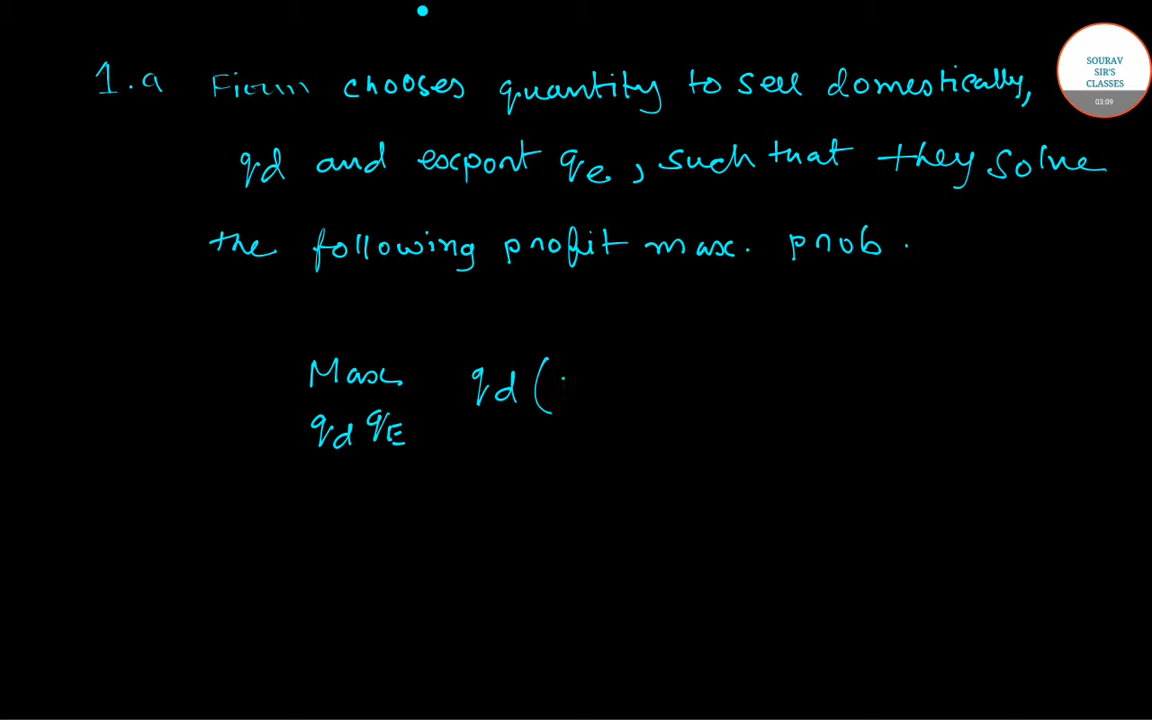 1.a Firm chooses quantity to sell domestically,
qd and export qe, such that they solve
the following profit max. prob.
Max qd (
qd qE
SOURAV
SIR'S
CLASSES
03:09